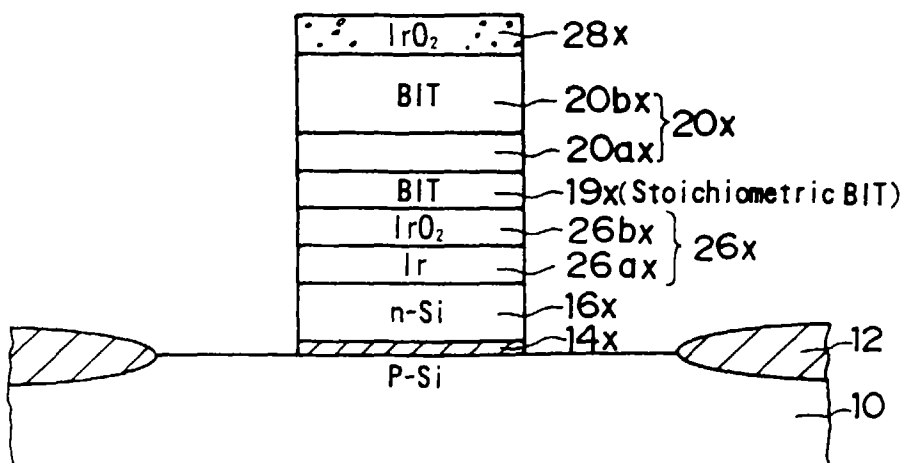 IrO₂ 28x
BIT 20bx
20x
20ax
BIT 19x(Stoichiometric BIT)
IrO₂ 26bx
26x
Ir 26ax
n-Si 16x
14x
12
P-Si
10